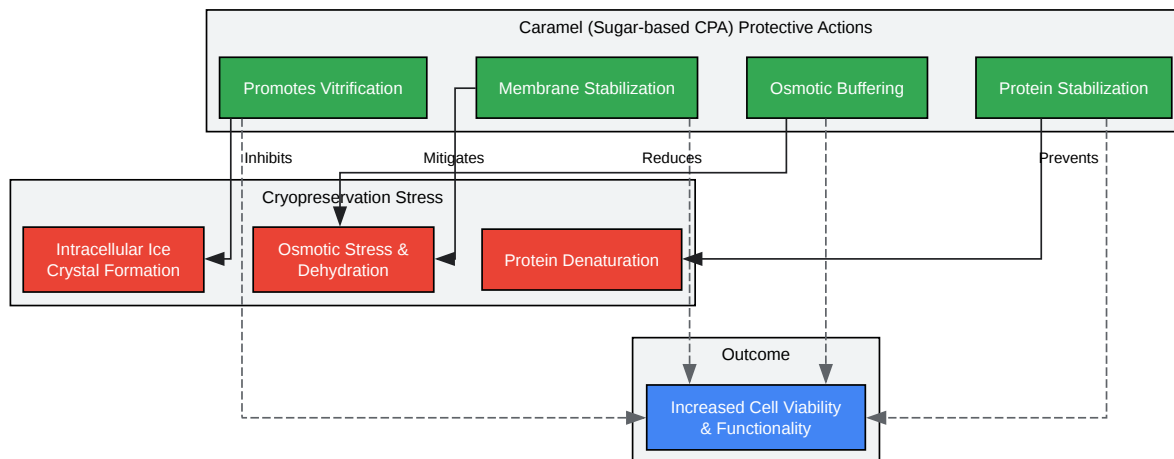 Caramel (Sugar-based CPA) Protective Actions
Promotes Vitrification
Membrane Stabilization
Osmotic Buffering
Protein Stabilization
Inhibits
Mitigates
Reduces
Prevents
Cryopreservation Stress
Intracellular Ice
Crystal Formation
Osmotic Stress &
Dehydration
Protein Denaturation
Outcome
Increased Cell Viability
& Functionality